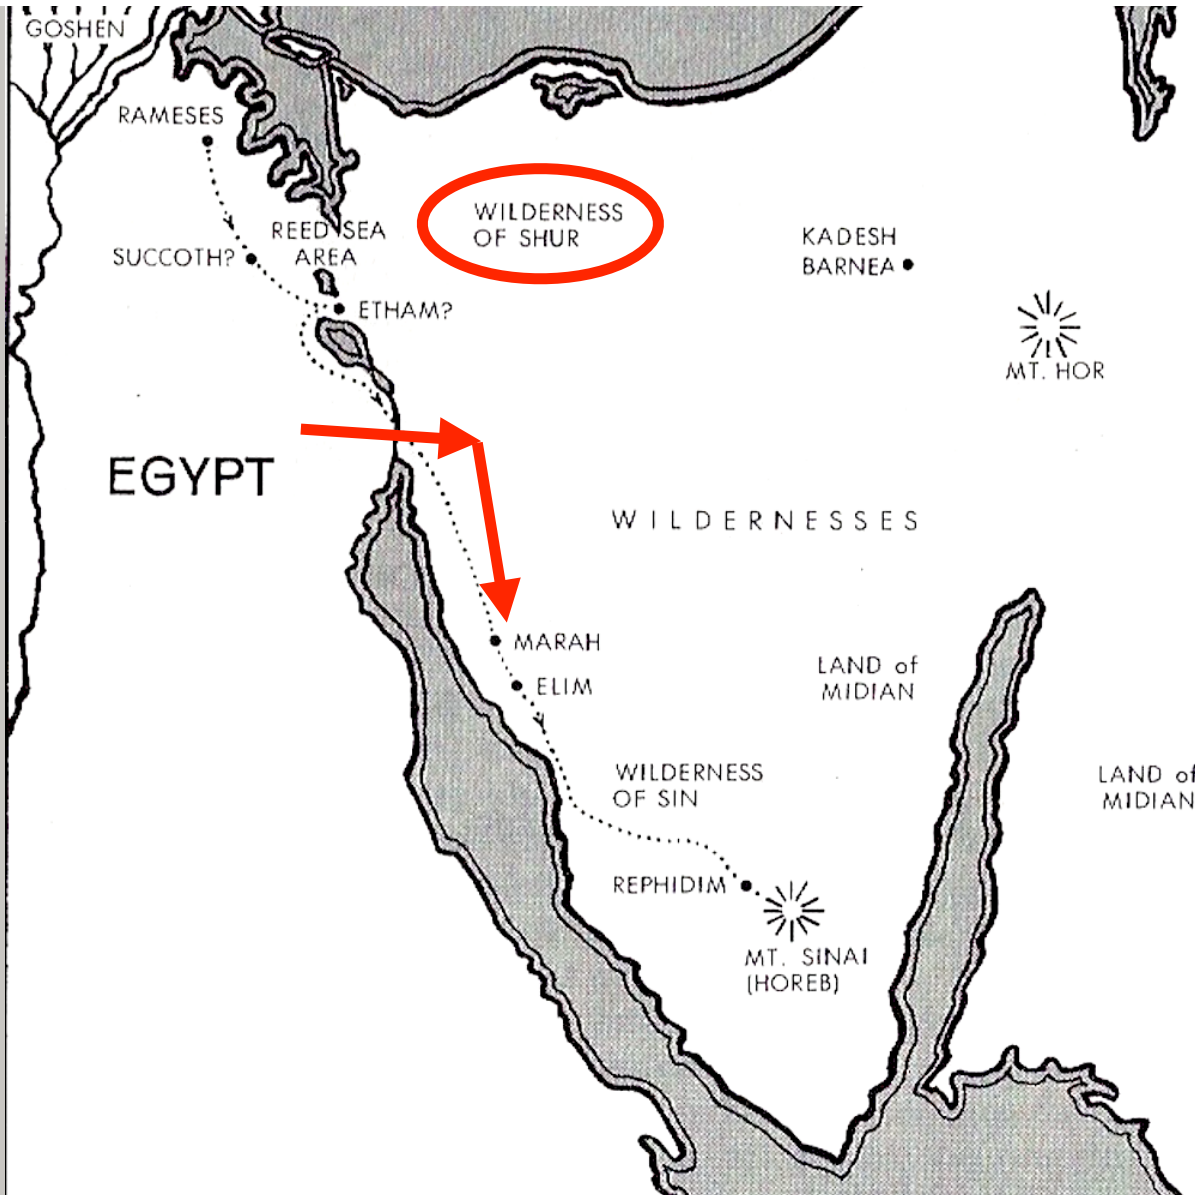 GOSHEN
RAMESES
WILDERNESS
OF SHUR
REED SEA
AREA
SUCCOTH?
KADESH
BARNEA
ETHAM?
MT. HOR
EGYPT
WILDERNESSES
MARAH
ELIM
LAND of
MIDIAN
WILDERNESS
OF SIN
LAND of
MIDIAN
REPHIDIM
MT. SINAI
(HOREB)